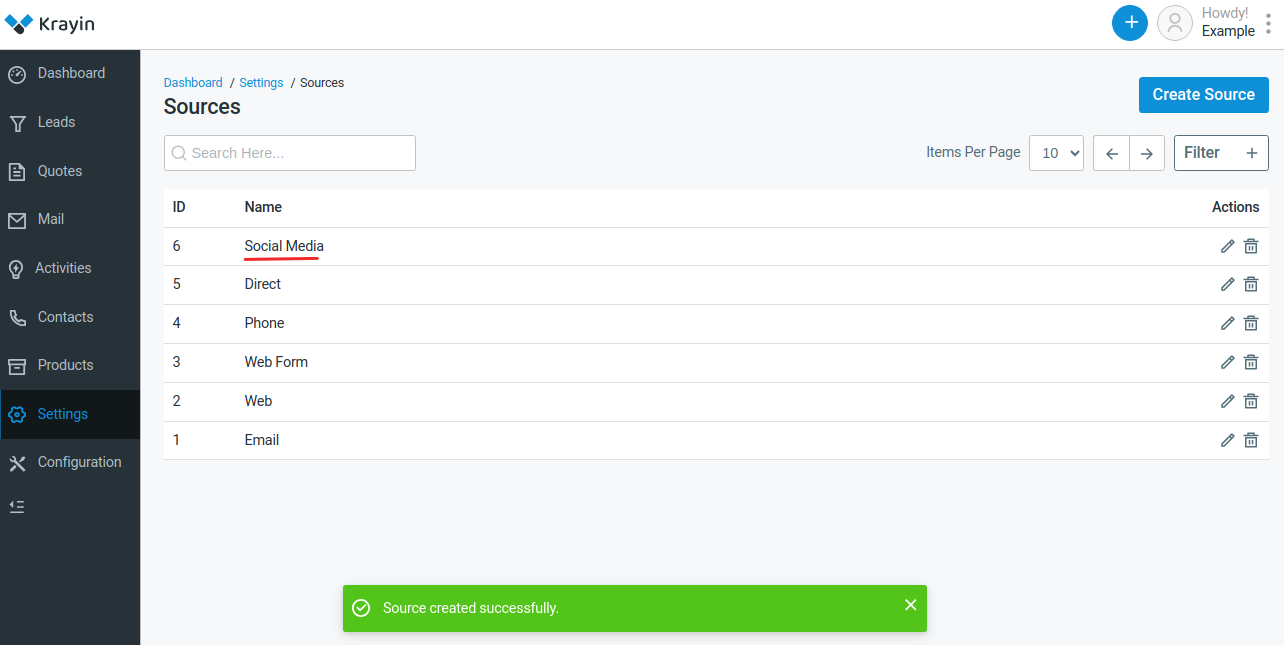 Krayin
+
Howdy!
Example
Dashboard
Leads
Quotes
Mail
Activities
Contacts
Products
Settings
Configuration
Dashboard / Settings / Sources
Sources
Create Source
Search Here...
Items Per Page 10 Filter +
ID Name Actions
6 Social Media
5 Direct
4 Phone
3 Web Form
2 Web
1 Email
Source created successfully.